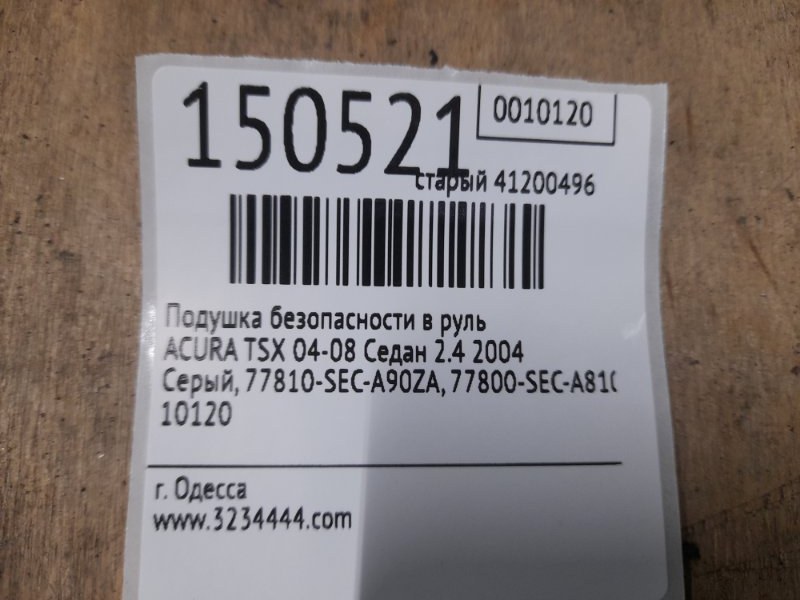 150521
0010120
старый 41200496
Подушка безопасности в руль
ACURA TSX 04-08 Седан 2.4 2004
Серый, 77810-SEC-A90ZA, 77800-SEC-A81
10120
г. Одесса
www.3234444.com